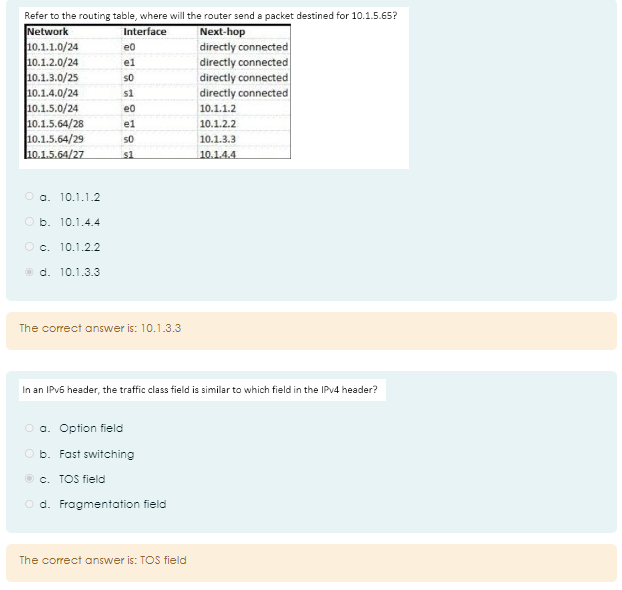 Refer to the routing table, where will the router send a packet destined for 10.1.5.65?
Network Interface Next-hop
10.1.1.0/24 e0 directly connected
10.1.2.0/24 e1 directly connected
10.1.3.0/25 s0 directly connected
10.1.4.0/24 s1 directly connected
10.1.5.0/24 e0 10.1.1.2
10.1.5.64/28 e1 10.1.2.2
10.1.5.64/29 s0 10.1.3.3
10.1.5.64/27 s1 10.1.4.4
a. 10.1.1.2
b. 10.1.4.4
c. 10.1.2.2
d. 10.1.3.3
The correct answer is: 10.1.3.3
In an IPv6 header, the traffic class field is similar to which field in the IPv4 header?
a. Option field
b. Fast switching
c. TOS field
d. Fragmentation field
The correct answer is: TOS field